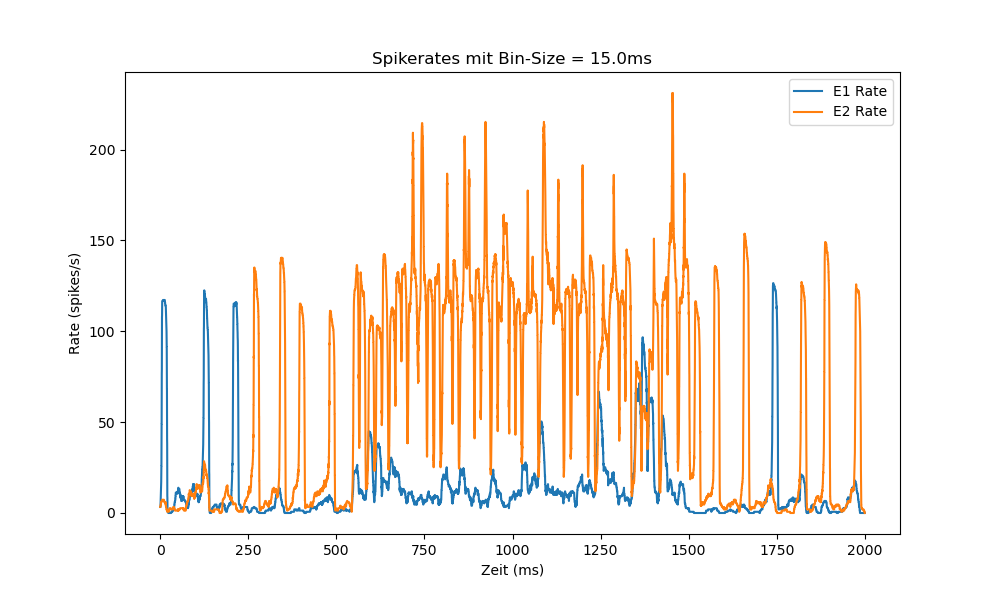 Spikerates mit Bin-Size = 15.0ms
E1 Rate
E2 Rate
Rate (spikes/s)
200
150
100
50
0
0 250 500 750 1000 1250 1500 1750 2000
Zeit (ms)